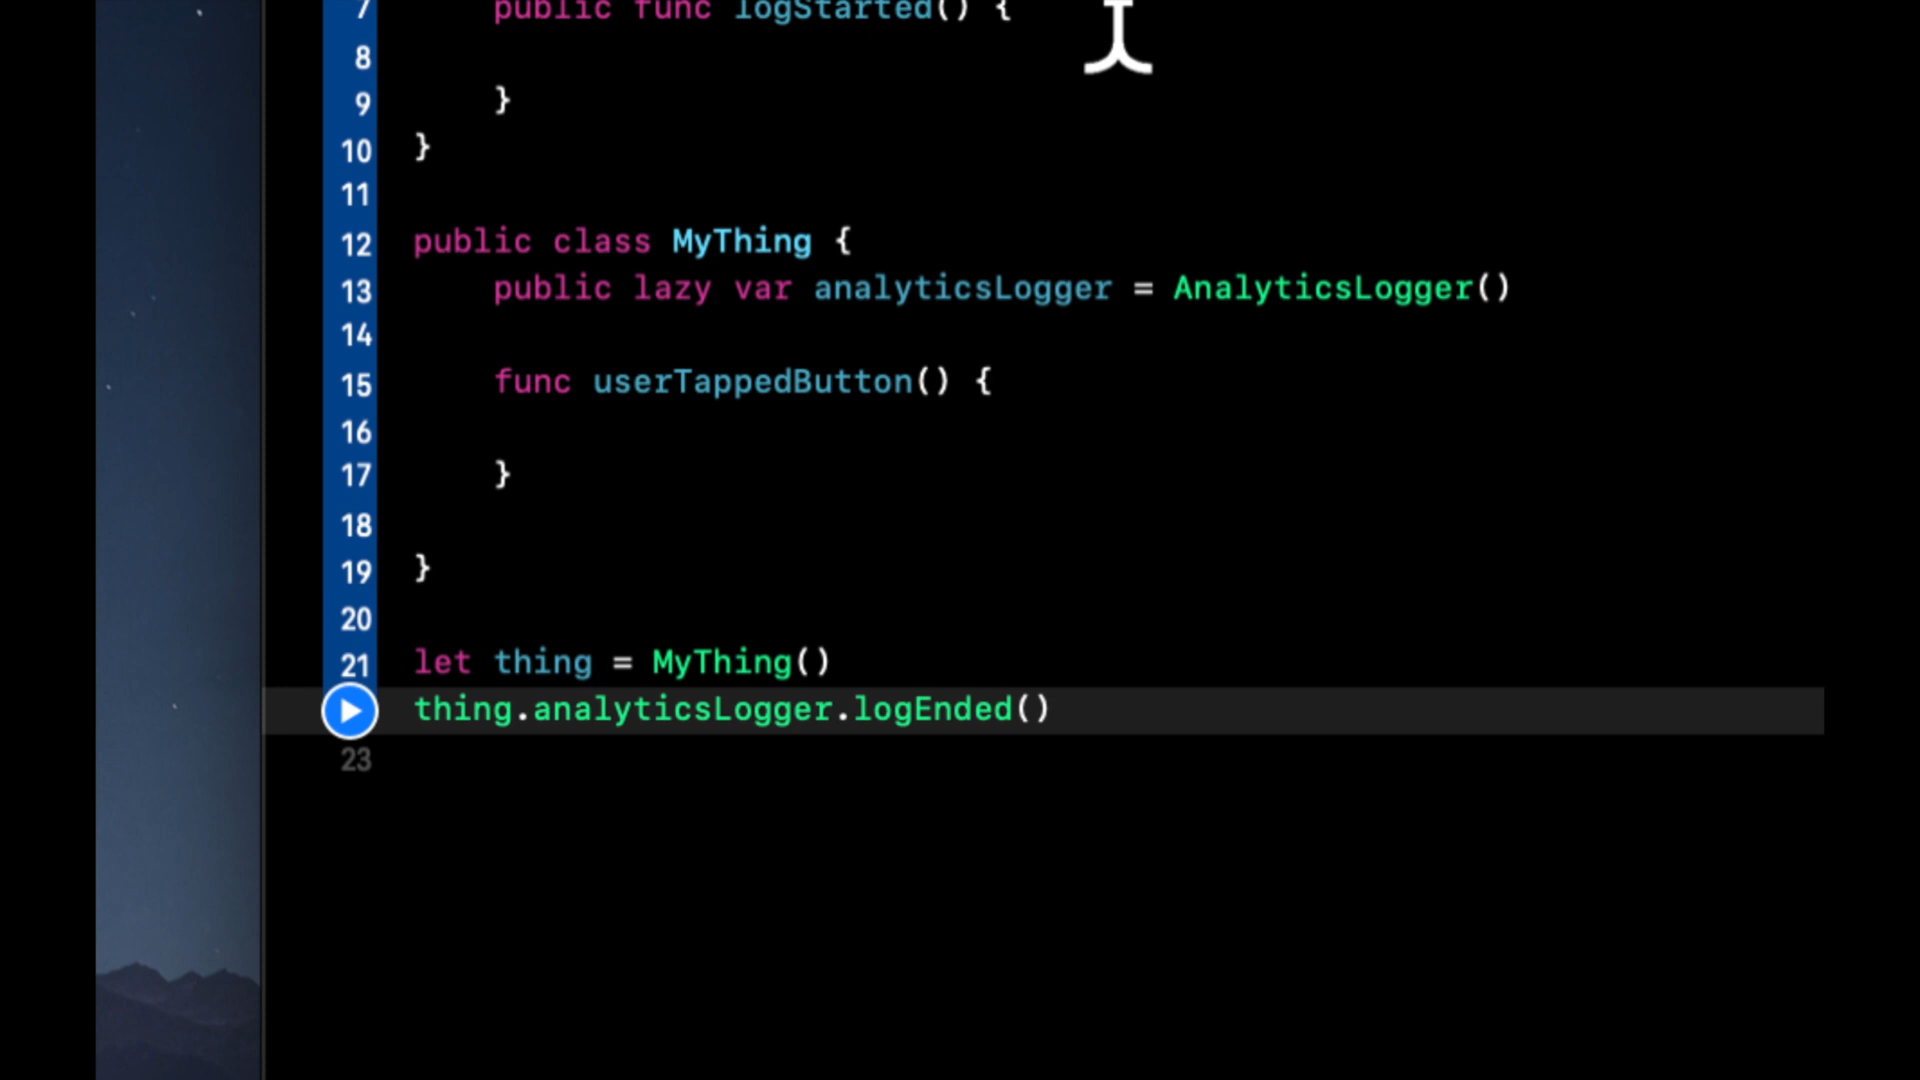 7 public func logStarted() {
8
9 }
10 }
11
12 public class MyThing {
13 public lazy var analyticsLogger = AnalyticsLogger()
14
15 func userTappedButton() {
16
17 }
18
19 }
20
21 let thing = MyThing()
thing.analyticsLogger.logEnded()
23